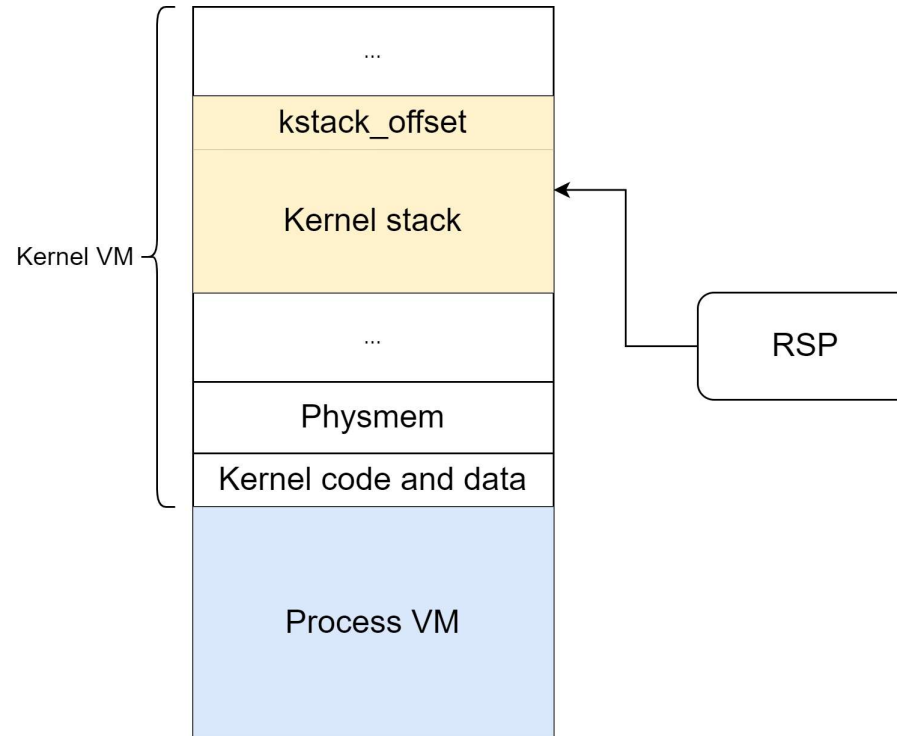 ...
kstack_offset
Kernel stack
Kernel VM
...
RSP
Physmem
Kernel code and data
Process VM